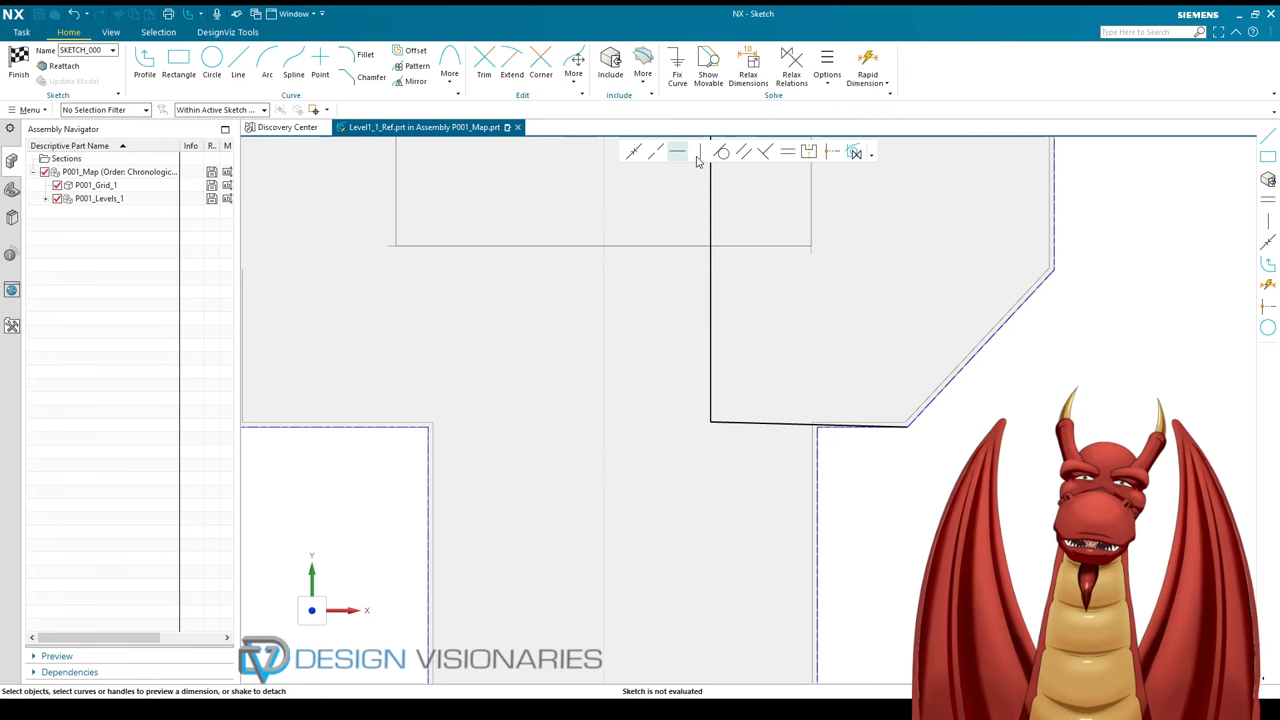 NX
Window
NX - Sketch
SIEMENS
Task
Home
View
Selection
DesignViz Tools
Type Here to Search
Finish
Name
SKETCH_000
Reattach
Update Model
Sketch
Profile
Rectangle
Circle
Line
Arc
Spline
Point
Fillet
Chamfer
Offset
Pattern
Mirror
More
Curve
Trim
Extend
Corner
More
Edit
Include
More
Include
Fix
Curve
Show
Movable
Relax
Dimensions
Relax
Relations
Options
Rapid
Dimension
Solve
Menu
No Selection Filter
Within Active Sketch ...
Assembly Navigator
Discovery Center
Level1_1_Ref.prt in Assembly P001_Map.prt
Descriptive Part Name
Info
R..
M
Sections
P001_Map (Order: Chronologic...
P001_Grid_1
P001_Levels_1
Y
X
Preview
Dependencies
DV DESIGN VISIONARIES
Select objects, select curves or handles to preview a dimension, or shake to detach
Sketch is not evaluated